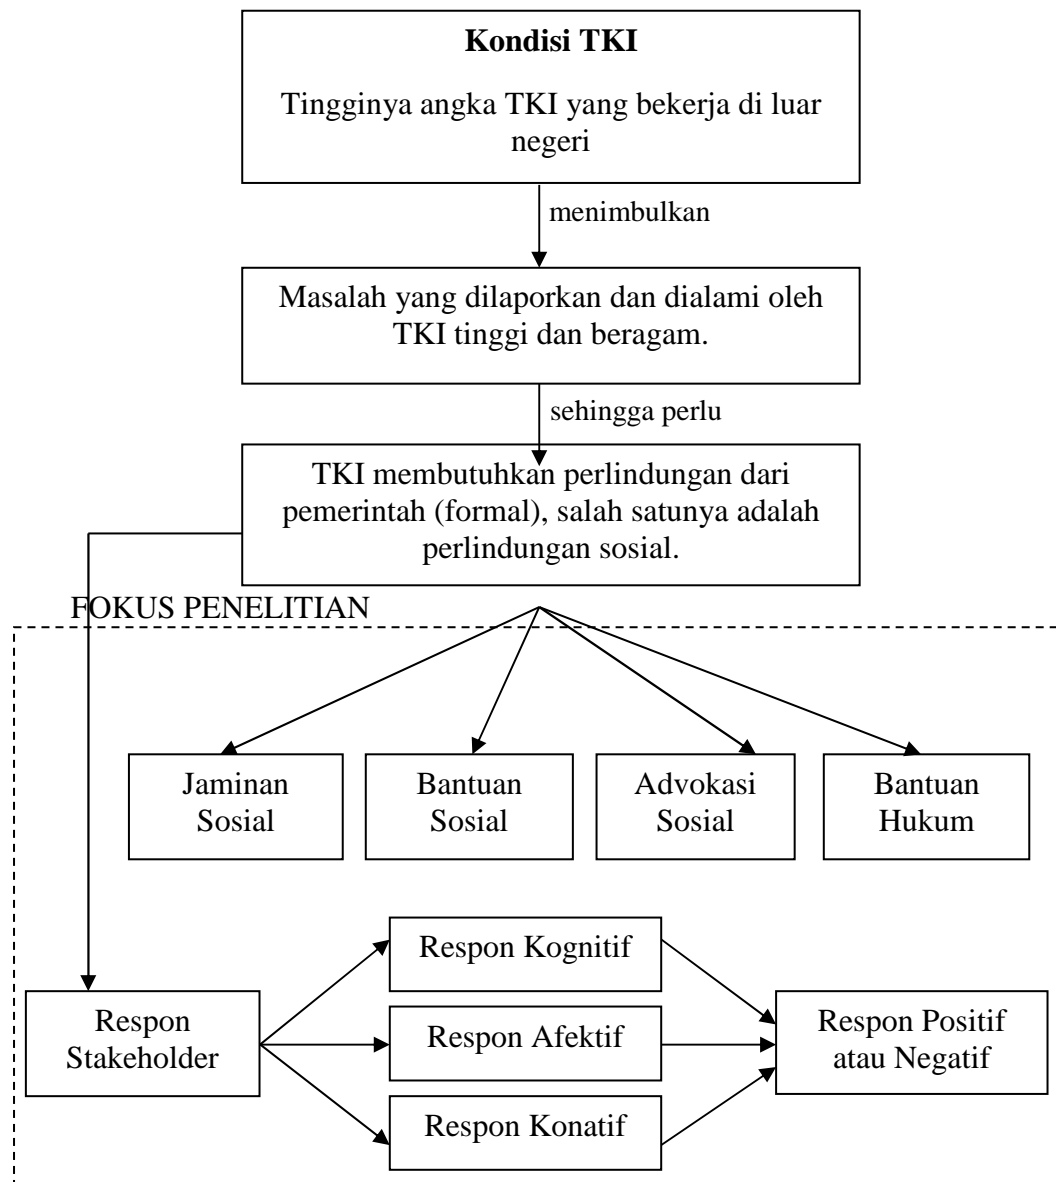 Kondisi TKI
Tingginya angka TKI yang bekerja di luar
negeri
menimbulkan
Masalah yang dilaporkan dan dialami oleh
TKI tinggi dan beragam.
sehingga perlu
TKI membutuhkan perlindungan dari
pemerintah (formal), salah satunya adalah
perlindungan sosial.
FOKUS PENELITIAN
Jaminan
Sosial
Bantuan
Sosial
Advokasi
Sosial
Bantuan
Hukum
Respon
Stakeholder
Respon Kognitif
Respon Afektif
Respon Konatif
Respon Positif
atau Negatif